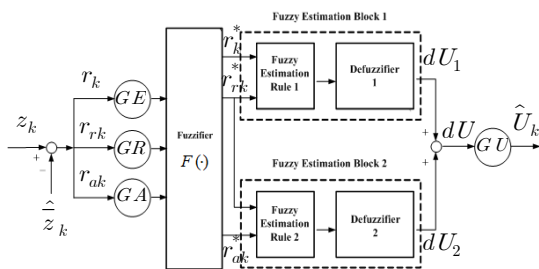 Fuzzy Estimation Block 1
r_k^*
r_{rk}^*
Fuzzy
Estimation
Rule 1
Defuzzifier
1
dU_1
r_k
GE
z_k
+
−
r_{rk}
GR
Fuzzifier
F(·)
+
+
dU
GU
\hat{U}_k
r_{ak}
GA
\hat{\bar{z}}_k
Fuzzy Estimation Block 2
Fuzzy
Estimation
Rule 2
Defuzzifier
2
r_{ak}^*
dU_2